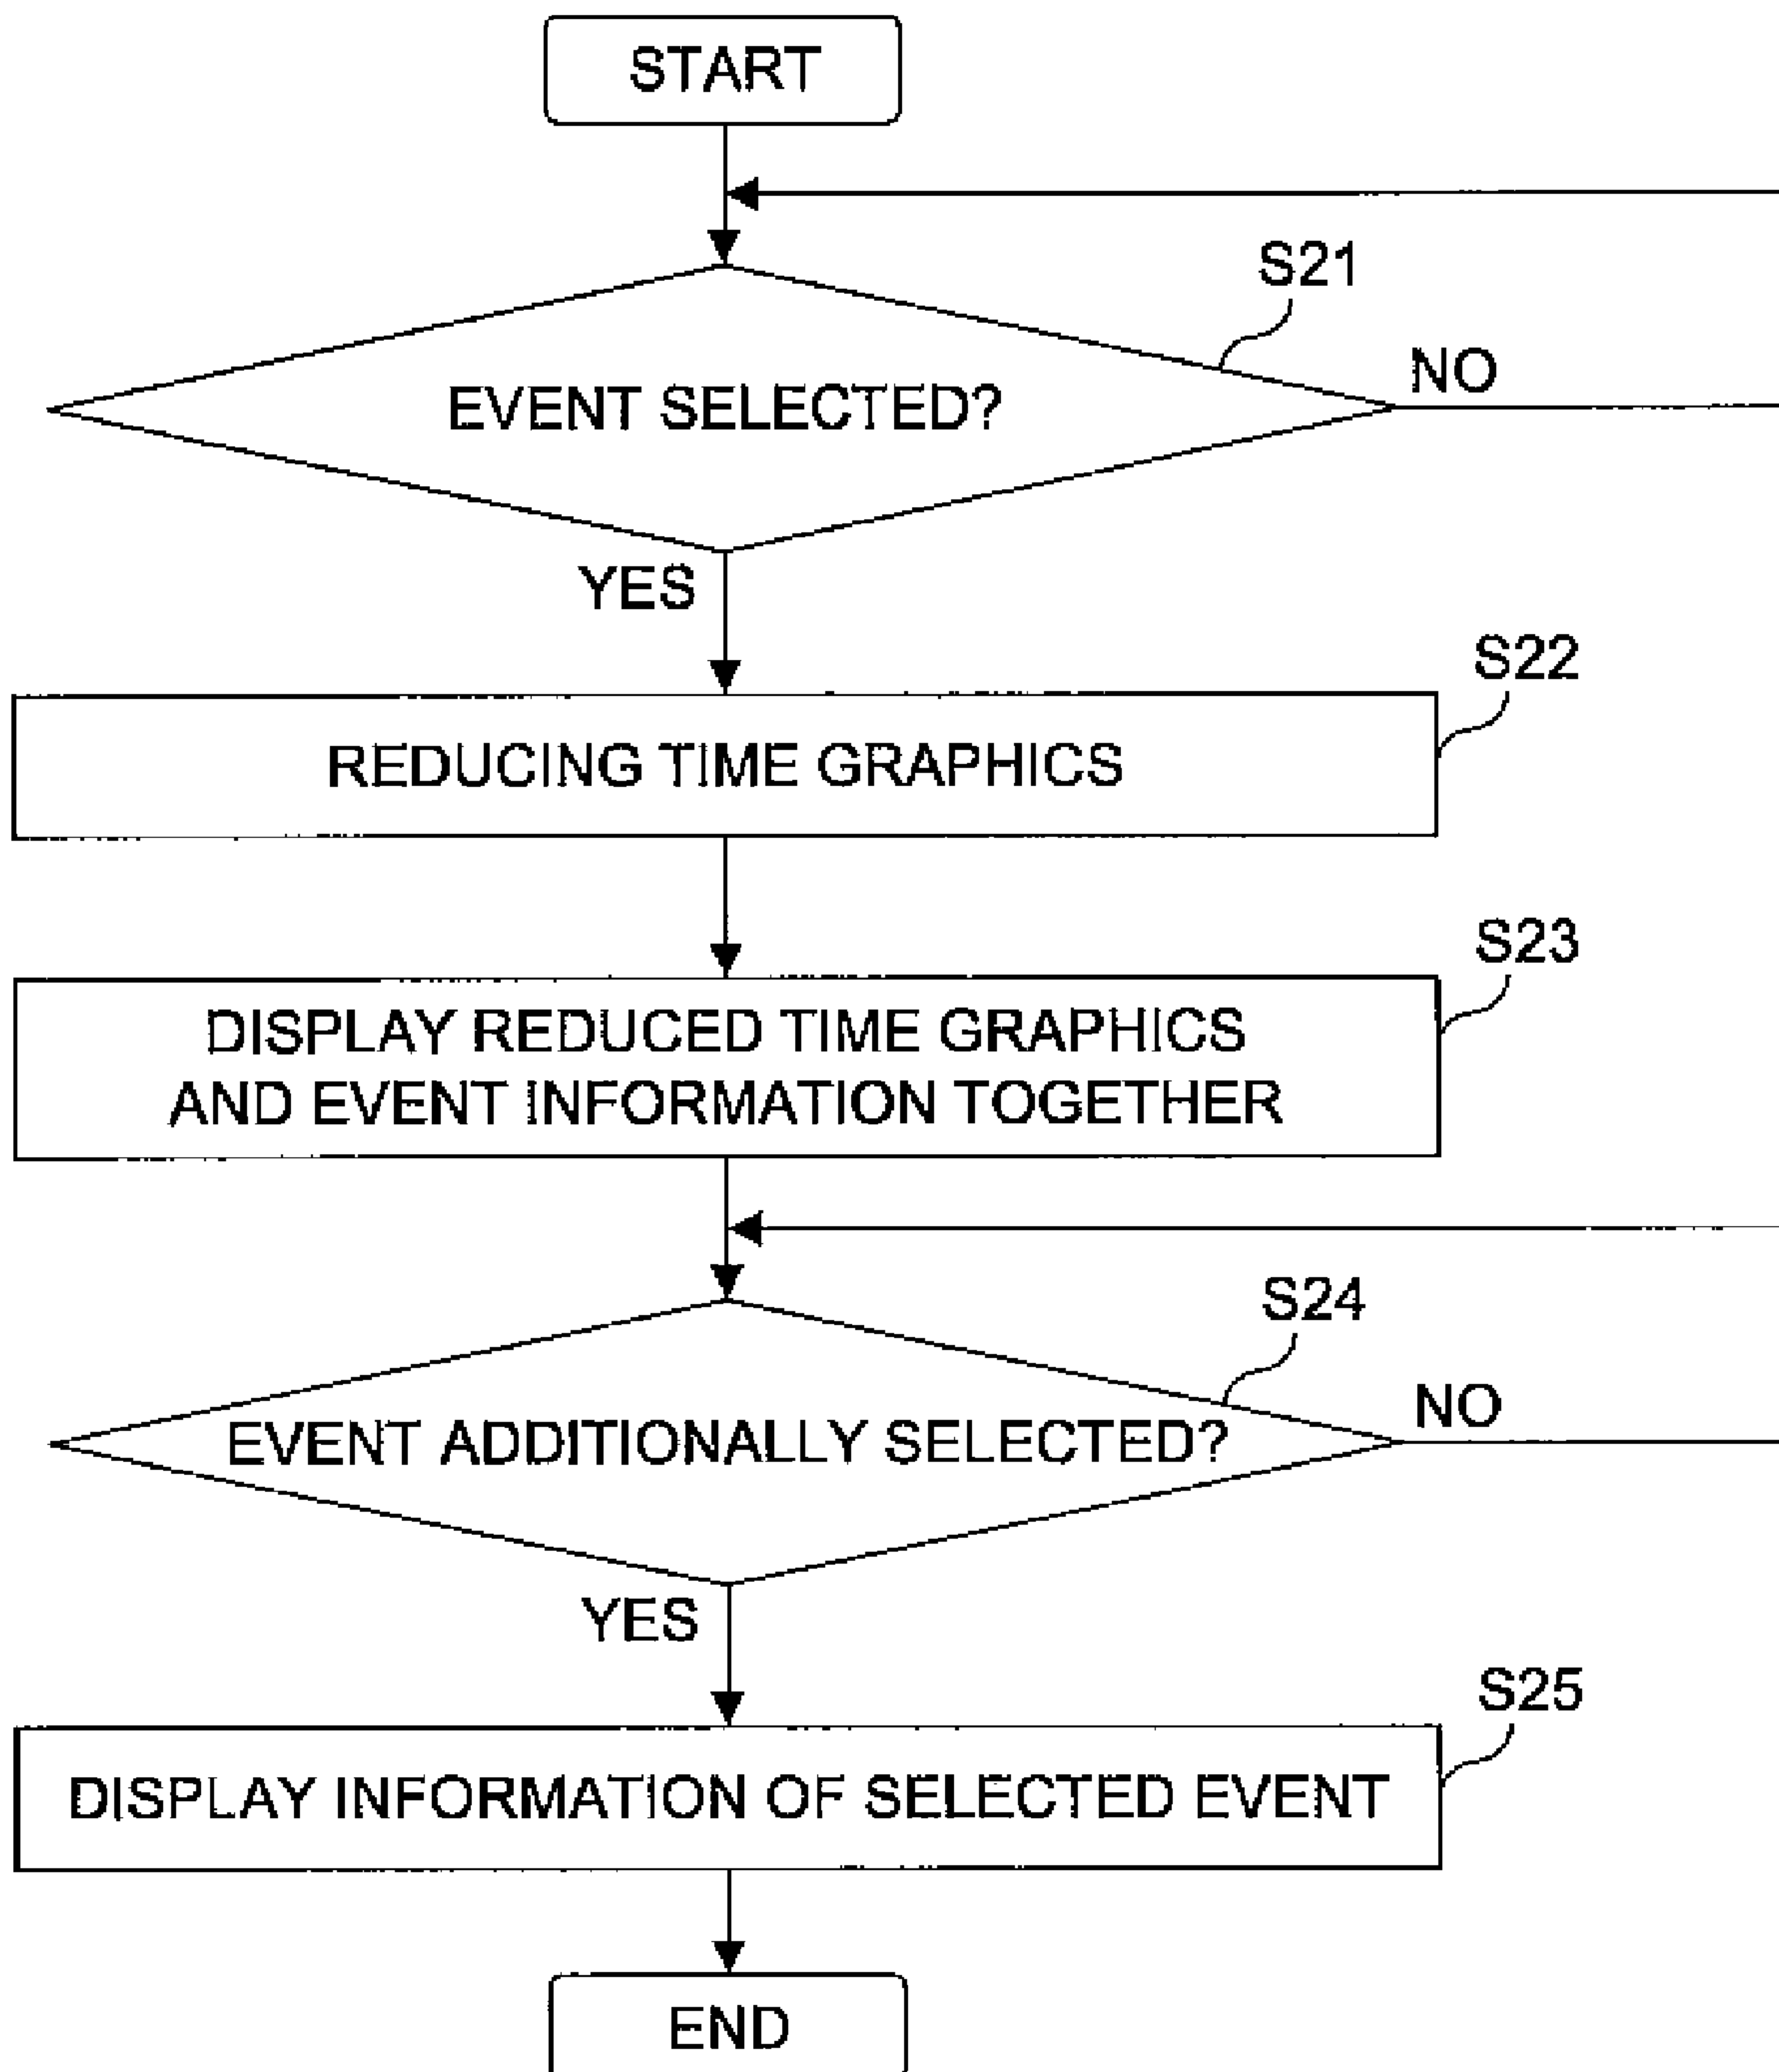 START
S21
EVENT SELECTED?
NO
YES
S22
REDUCING TIME GRAPHICS
S23
DISPLAY REDUCED TIME GRAPHICS
AND EVENT INFORMATION TOGETHER
S24
EVENT ADDITIONALLY SELECTED?
NO
YES
S25
DISPLAY INFORMATION OF SELECTED EVENT
END